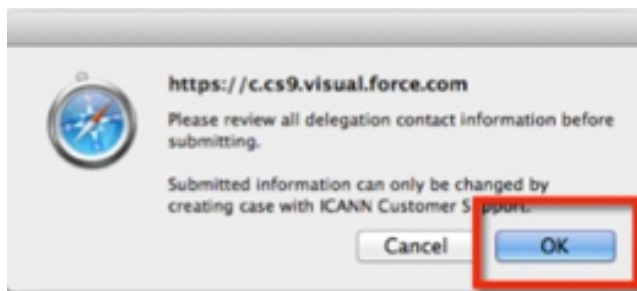 https://c.cs9.visual.force.com
Please review all delegation contact information before
submitting.
Submitted information can only be changed by
creating case with ICANN Customer Support.
Cancel
OK